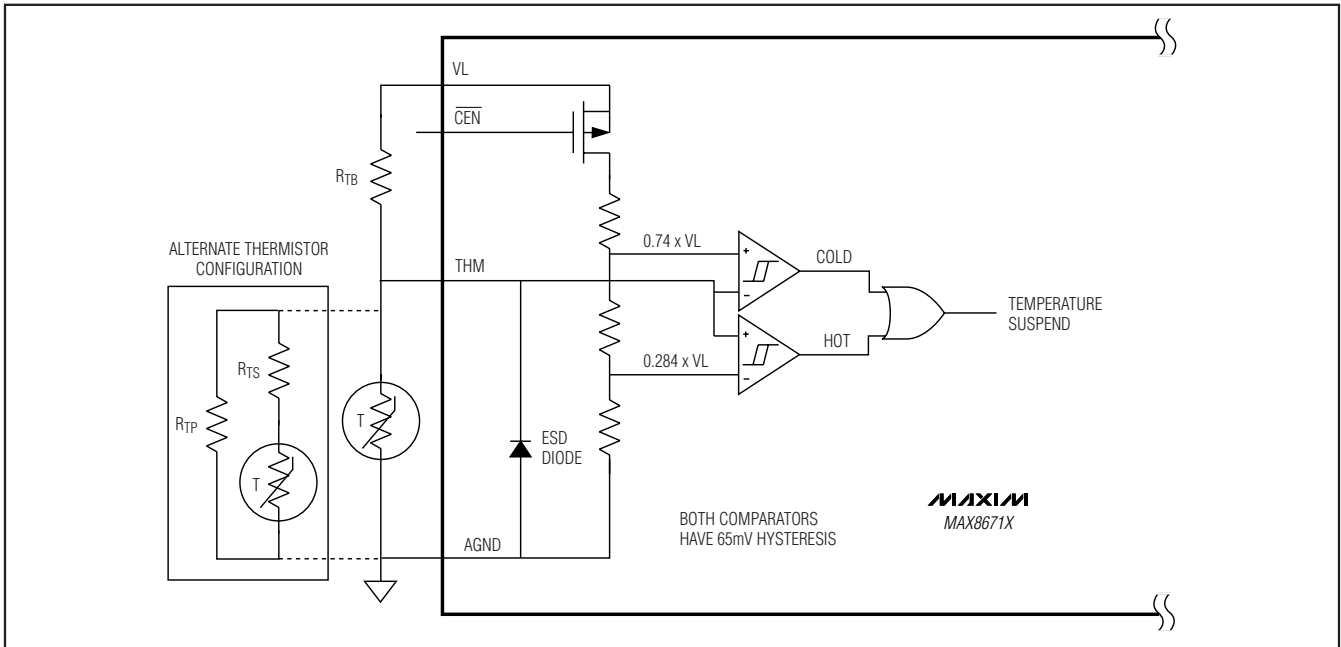 VL
CEN
RTB
ALTERNATE THERMISTOR
CONFIGURATION
0.74 x VL
+
COLD
-
THM
TEMPERATURE
SUSPEND
+
HOT
0.284 x VL
-
RTS
RTP
T
T
ESD
DIODE
MAXIM
MAX8671X
BOTH COMPARATORS
HAVE 65mV HYSTERESIS
AGND